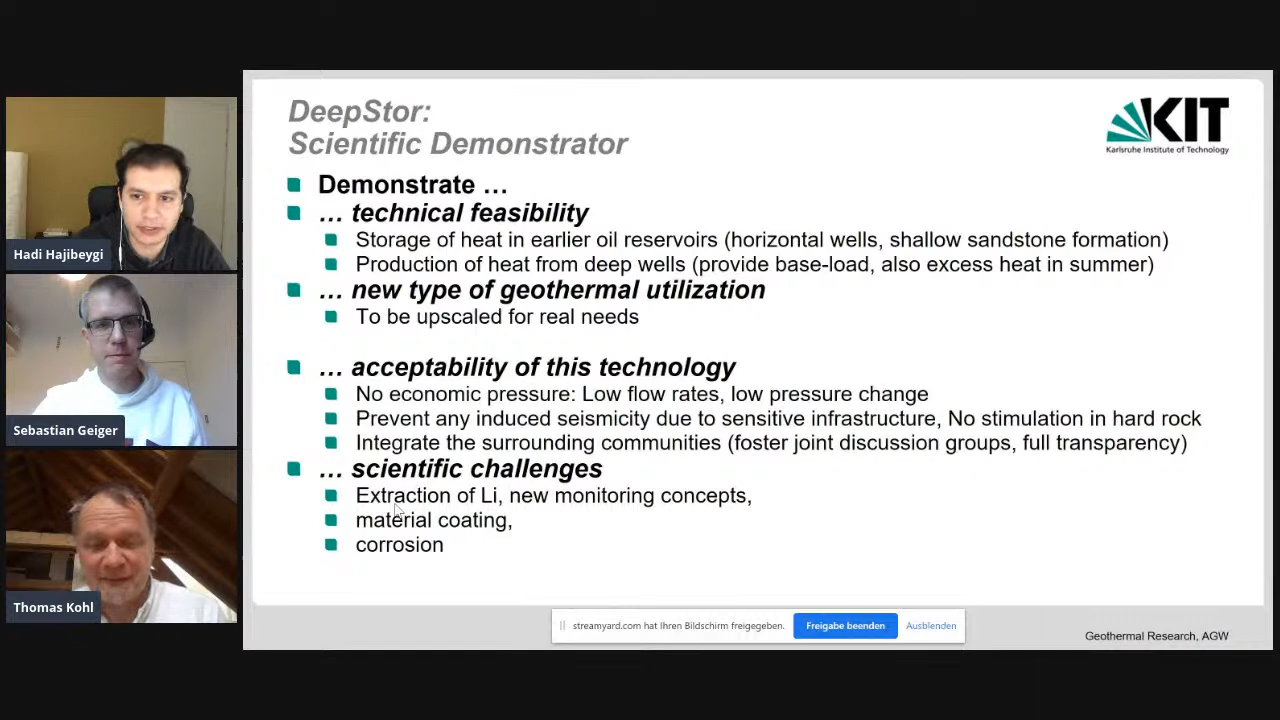 Hadi Hajibeygi
Sebastian Geiger
Thomas Kohl
DeepStor:
Scientific Demonstrator
KIT
Karlsruhe Institute of Technology
Demonstrate …
… technical feasibility
Storage of heat in earlier oil reservoirs (horizontal wells, shallow sandstone formation)
Production of heat from deep wells (provide base-load, also excess heat in summer)
… new type of geothermal utilization
To be upscaled for real needs
… acceptability of this technology
No economic pressure: Low flow rates, low pressure change
Prevent any induced seismicity due to sensitive infrastructure, No stimulation in hard rock
Integrate the surrounding communities (foster joint discussion groups, full transparency)
… scientific challenges
Extraction of Li, new monitoring concepts,
material coating,
corrosion
streamyard.com hat Ihren Bildschirm freigegeben.
Freigabe beenden
Ausblenden
Geothermal Research, AGW